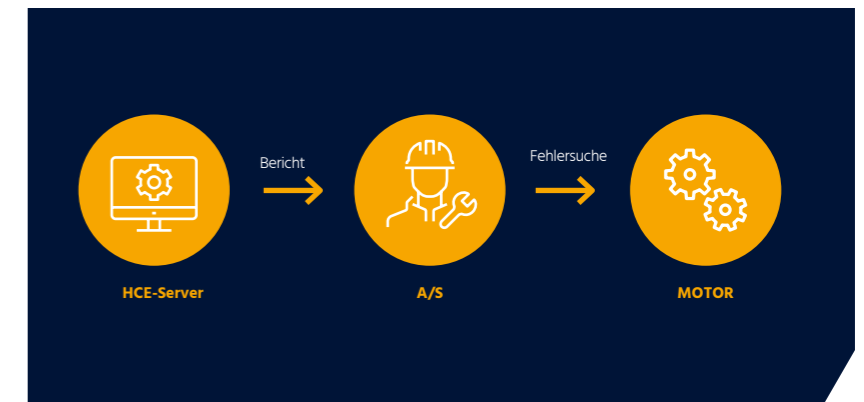 Bericht
Fehlersuche
HCE-Server
A/S
MOTOR